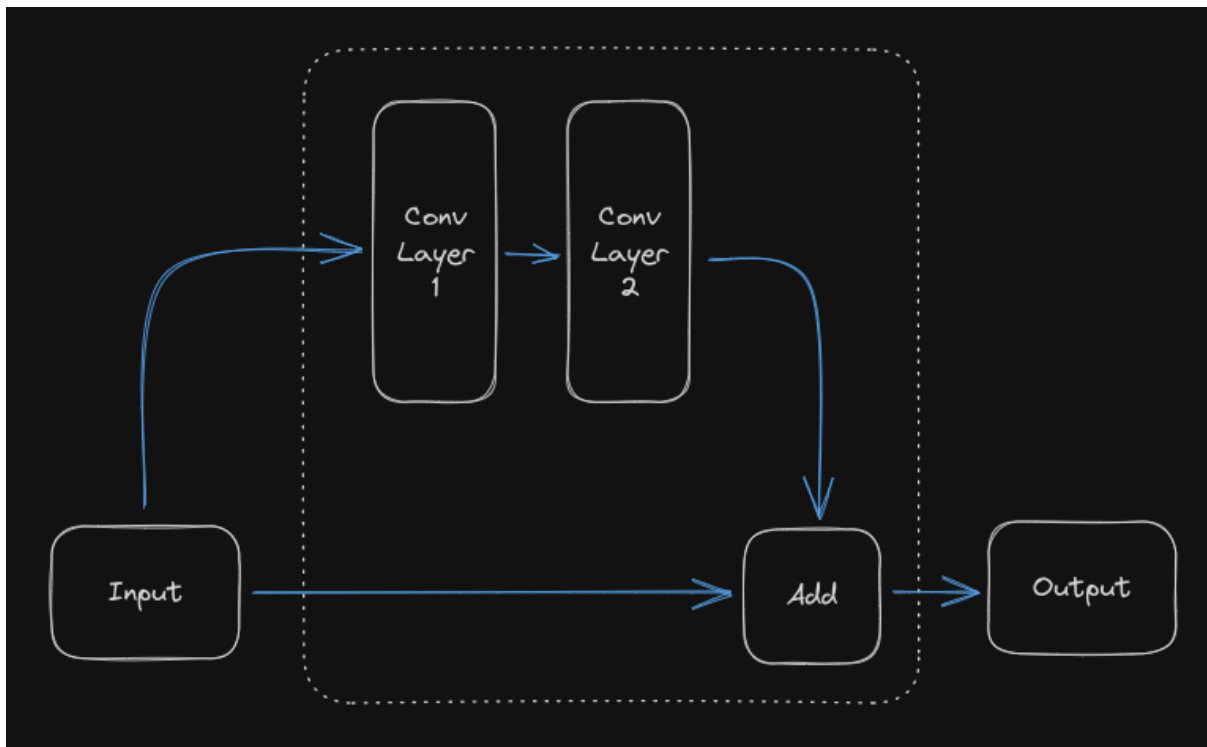 Conv
Layer
1
Conv
Layer
2
Input
Add
Output